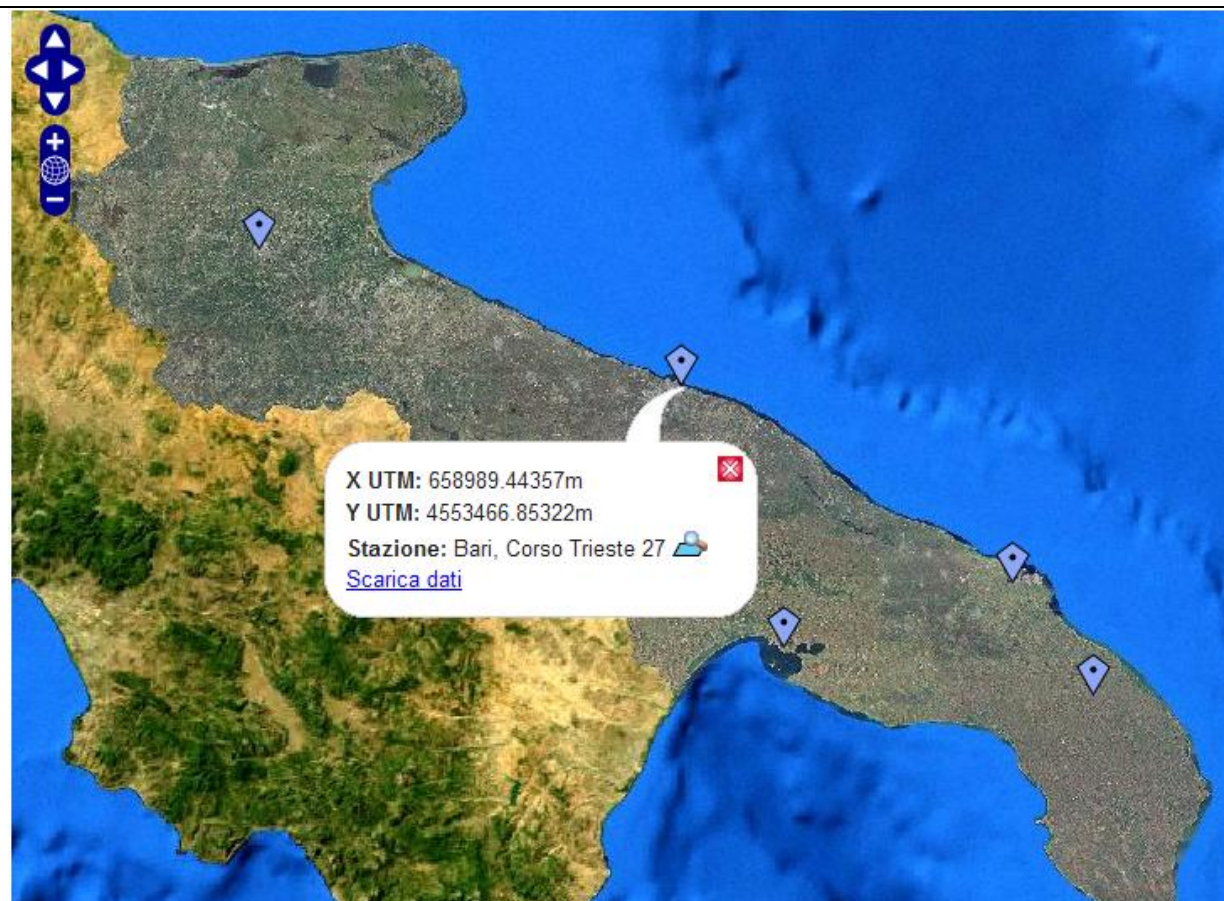 X UTM: 658989.44357m
Y UTM: 4553466.85322m
Stazione: Bari, Corso Trieste 27
Scarica dati